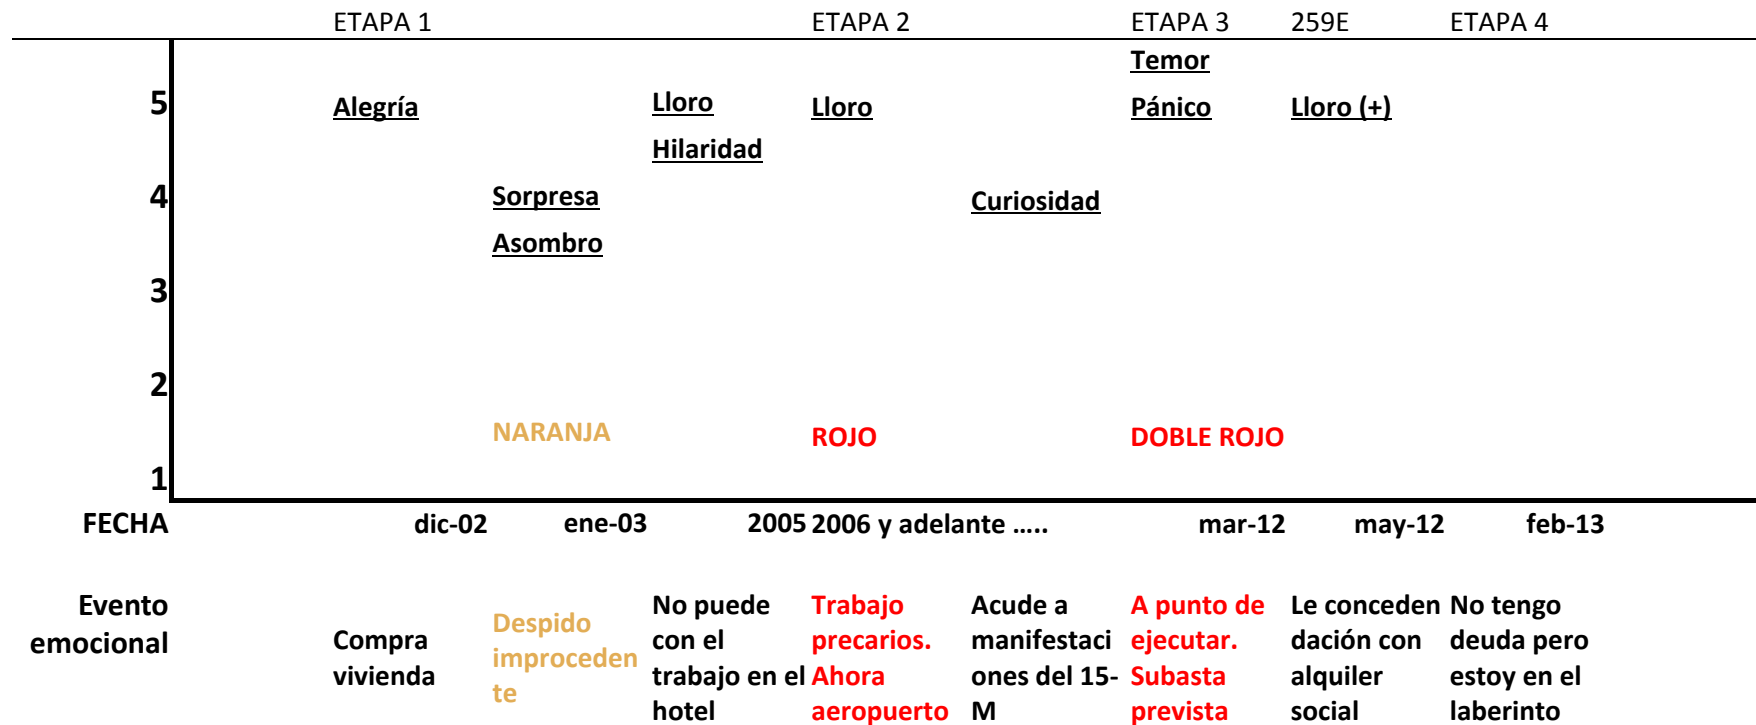 ETAPA 1 ETAPA 2 ETAPA 3 259E ETAPA 4
Temor
5 Alegría Lloro Lloro Pánico Lloro (+)
Hilaridad
4 Sorpresa Curiosidad
Asombro
3
2
NARANJA ROJO DOBLE ROJO
1
FECHA dic-02 ene-03 2005 2006 y adelante ..... mar-12 may-12 feb-13
Evento
emocional
Compra
vivienda
Despido
improceden
te
No puede
con el
trabajo en el
hotel
Trabajo
precarios.
Ahora
aeropuerto
Acude a
manifestaci
ones del 15-
M
A punto de
ejecutar.
Subasta
prevista
Le conceden
dación con
alquiler
social
No tengo
deuda pero
estoy en el
laberinto